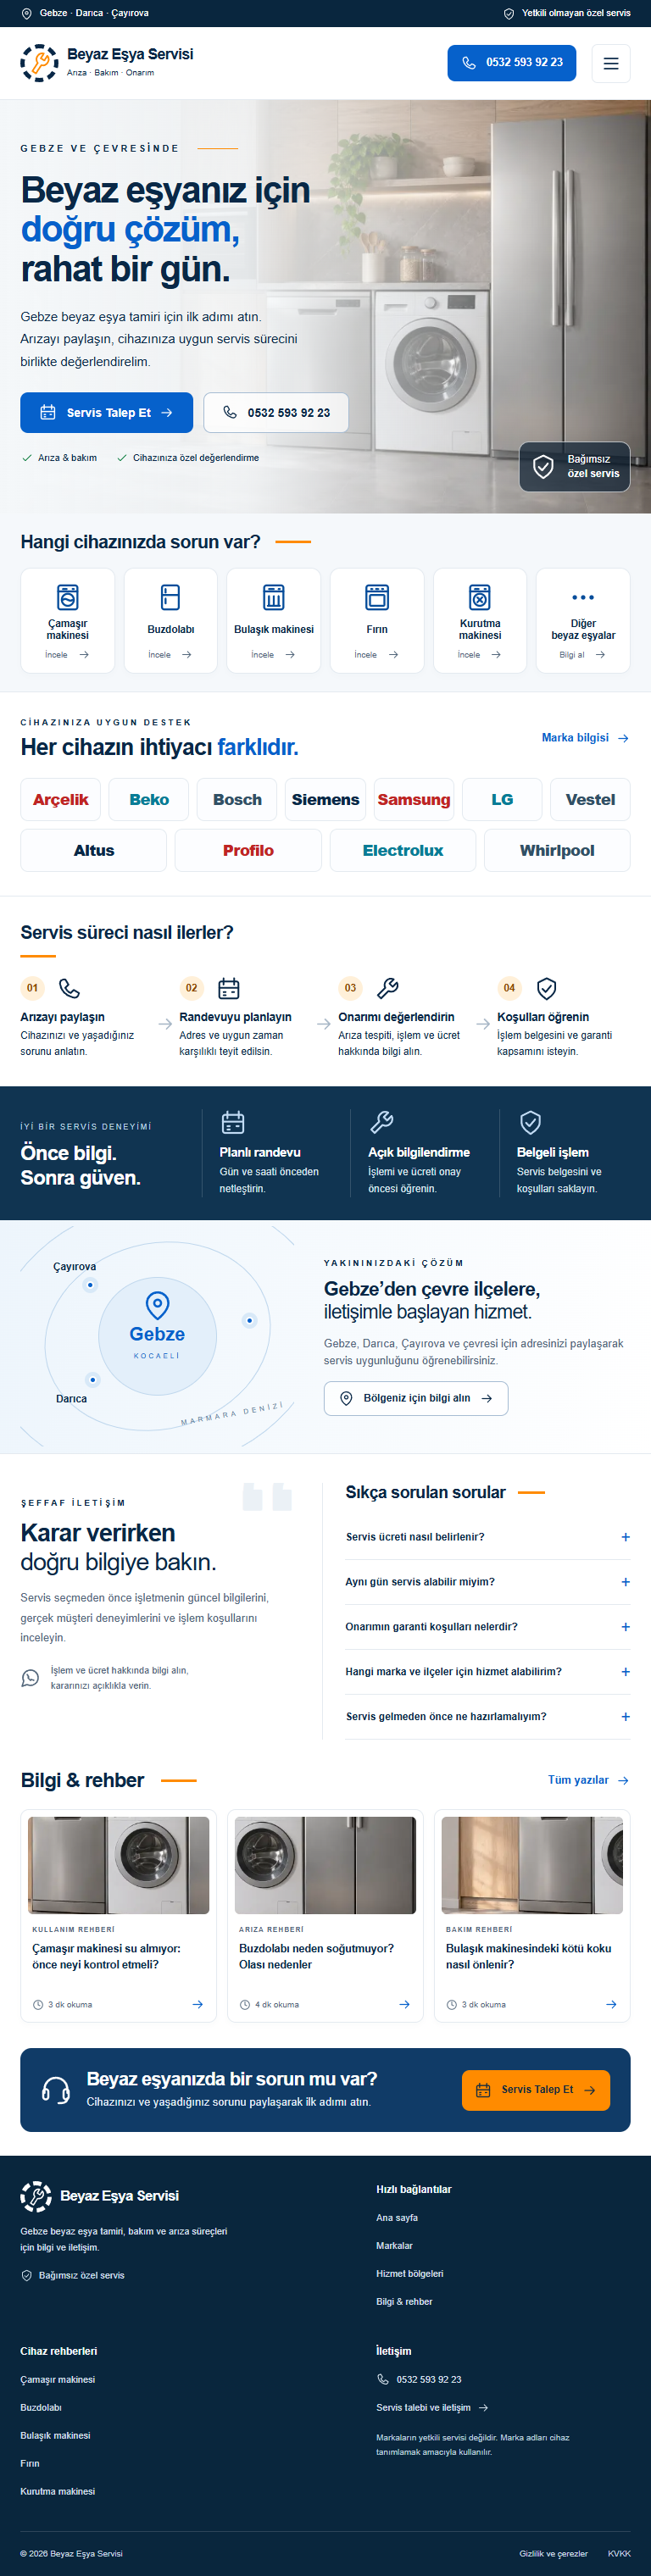 Gebze · Darıca · Çayırova
Yetkili olmayan özel servis
Beyaz Eşya Servisi
Arıza · Bakım · Onarım
0532 593 92 23
GEBZE VE ÇEVRESİNDE
Beyaz eşyanız için
doğru çözüm,
rahat bir gün.
Gebze beyaz eşya tamiri için ilk adımı atın.
Arızayı paylaşın, cihazınıza uygun servis sürecini
birlikte değerlendirelim.
Servis Talep Et
0532 593 92 23
Arıza & bakım
Cihazınıza özel değerlendirme
Bağımsız
özel servis
Hangi cihazınızda sorun var?
Çamaşır
makinesi
İncele
Buzdolabı
İncele
Bulaşık makinesi
İncele
Fırın
İncele
Kurutma
makinesi
İncele
Diğer
beyaz eşyalar
Bilgi al
CİHAZINIZA UYGUN DESTEK
Her cihazın ihtiyacı farklıdır.
Marka bilgisi
Arçelik
Beko
Bosch
Siemens
Samsung
LG
Vestel
Altus
Profilo
Electrolux
Whirlpool
Servis süreci nasıl ilerler?
01
Arızayı paylaşın
Cihazınızı ve yaşadığınız
sorunu anlatın.
02
Randevuyu planlayın
Adres ve uygun zaman
karşılıklı teyit edilsin.
03
Onarımı değerlendirin
Arıza tespiti, işlem ve ücret
hakkında bilgi alın.
04
Koşulları öğrenin
İşlem belgesini ve garanti
kapsamını isteyin.
İYİ BİR SERVİS DENEYİMİ
Önce bilgi.
Sonra güven.
Planlı randevu
Gün ve saati önceden
netleştirin.
Açık bilgilendirme
İşlemi ve ücreti onay
öncesi öğrenin.
Belgeli işlem
Servis belgesini ve
koşulları saklayın.
Çayırova
Gebze
KOCAELİ
Darıca
MARMARA DENİZİ
YAKININIZDAKİ ÇÖZÜM
Gebze’den çevre ilçelere,
iletişimle başlayan hizmet.
Gebze, Darıca, Çayırova ve çevresi için adresinizi paylaşarak
servis uygunluğunu öğrenebilirsiniz.
Bölgeniz için bilgi alın
ŞEFFAF İLETİŞİM
Karar verirken
doğru bilgiye bakın.
Servis seçmeden önce işletmenin güncel bilgilerini,
gerçek müşteri deneyimlerini ve işlem koşullarını
inceleyin.
İşlem ve ücret hakkında bilgi alın,
kararınızı açıklıkla verin.
Sıkça sorulan sorular
Servis ücreti nasıl belirlenir?
+
Aynı gün servis alabilir miyim?
+
Onarımın garanti koşulları nelerdir?
+
Hangi marka ve ilçeler için hizmet alabilirim?
+
Servis gelmeden önce ne hazırlamalıyım?
+
Bilgi & rehber
Tüm yazılar
KULLANIM REHBERİ
Çamaşır makinesi su almıyor:
önce neyi kontrol etmeli?
3 dk okuma
ARIZA REHBERİ
Buzdolabı neden soğutmuyor?
Olası nedenler
4 dk okuma
BAKIM REHBERİ
Bulaşık makinesindeki kötü koku
nasıl önlenir?
3 dk okuma
Beyaz eşyanızda bir sorun mu var?
Cihazınızı ve yaşadığınız sorunu paylaşarak ilk adımı atın.
Servis Talep Et
Beyaz Eşya Servisi
Gebze beyaz eşya tamiri, bakım ve arıza süreçleri
için bilgi ve iletişim.
Bağımsız özel servis
Hızlı bağlantılar
Ana sayfa
Markalar
Hizmet bölgeleri
Bilgi & rehber
Cihaz rehberleri
Çamaşır makinesi
Buzdolabı
Bulaşık makinesi
Fırın
Kurutma makinesi
İletişim
0532 593 92 23
Servis talebi ve iletişim
Markaların yetkili servisi değildir. Marka adları cihaz
tanımlamak amacıyla kullanılır.
© 2026 Beyaz Eşya Servisi
Gizlilik ve çerezler
KVKK